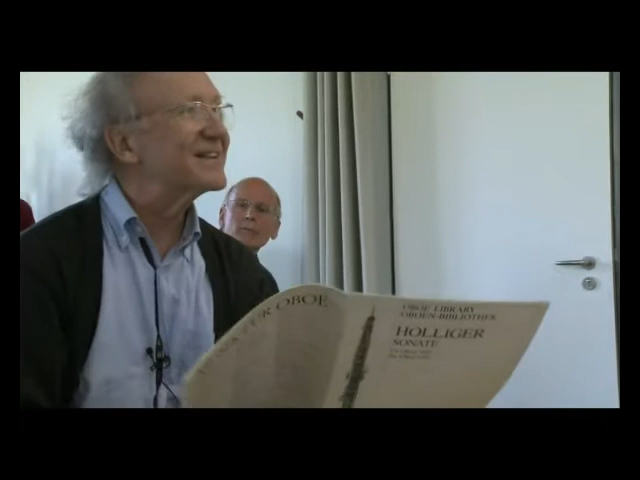 FÜR OBOE
OBOE LIBRARY
OBOEN-BIBLIOTHEK
HOLLIGER
SONATE